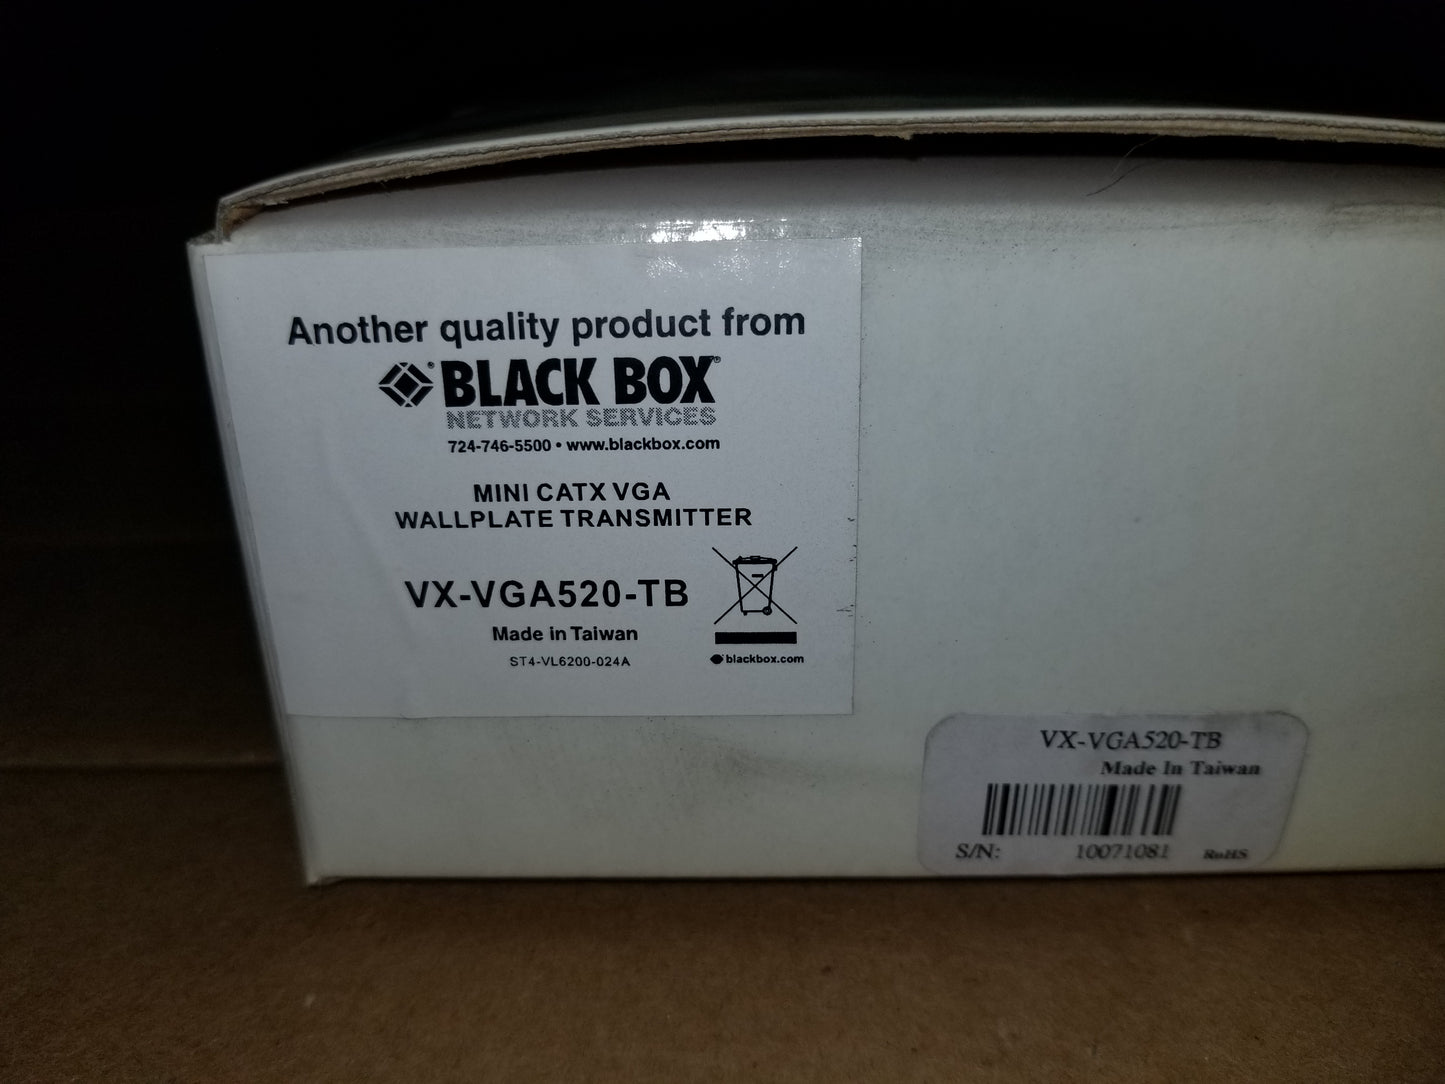 Another quality product from
BLACK BOX®
NETWORK SERVICES
724-746-5500 • www.blackbox.com
MINI CATX VGA
WALLPLATE TRANSMITTER
VX-VGA520-TB
Made in Taiwan
ST4-VL6200-024A
blackbox.com
VX-VGA520-TB
Made In Taiwan
S/N: 10071081 RoHS